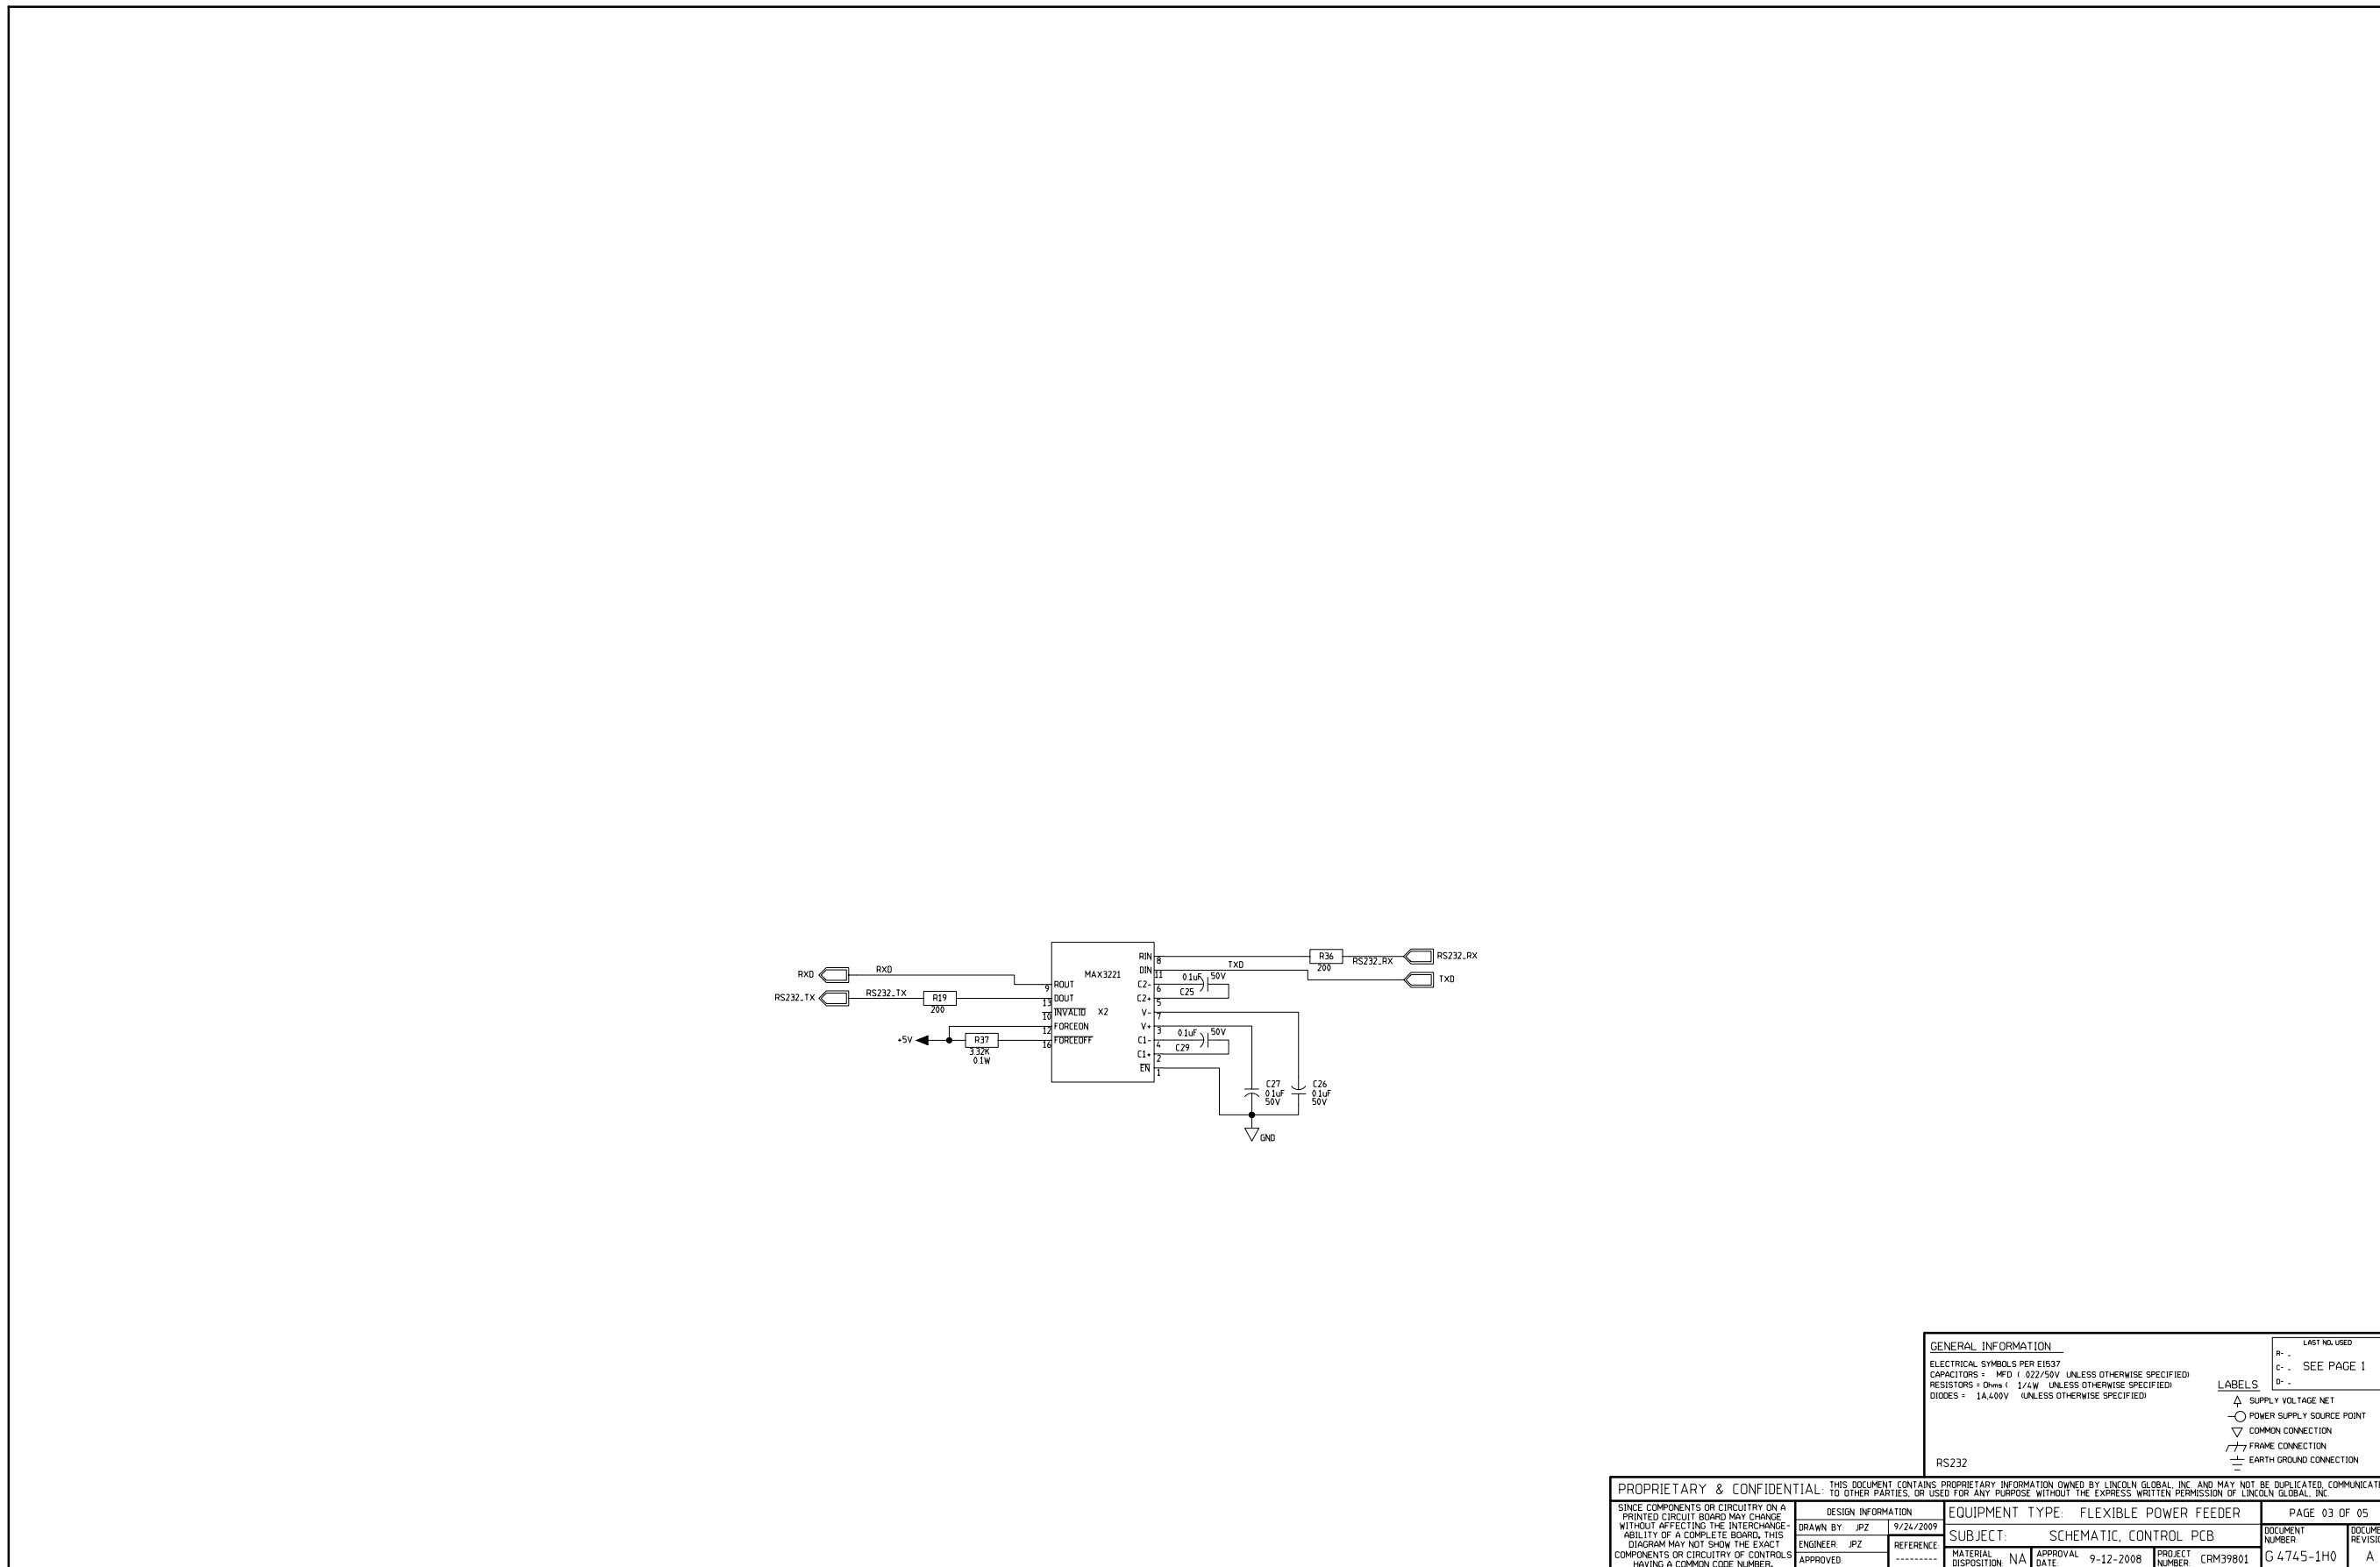 RXD
RXD
RS232_TX
RS232_TX
R19
200
+5V
R37
3.32K
0.1W
MAX3221
X2
9
ROUT
13
DOUT
10
INVALID
12
FORCEON
16
FORCEOFF
RIN
8
DIN
11
C2-
6
C2+
5
V-
7
V+
3
C1-
4
C1+
2
EN
1
TXD
0.1uF 50V
C25
0.1uF 50V
C29
R36
200
RS232_RX
RS232_RX
TXD
C27
0.1uF
50V
C26
0.1uF
50V
GND
GENERAL INFORMATION
ELECTRICAL SYMBOLS PER E1537
CAPACITORS = MFD ( .022/50V UNLESS OTHERWISE SPECIFIED)
RESISTORS = Ohms ( 1/4W UNLESS OTHERWISE SPECIFIED)
DIODES = 1A,400V (UNLESS OTHERWISE SPECIFIED)
RS232
LAST NO. USED
R- -
C- - SEE PAGE 1
D- -
LABELS
SUPPLY VOLTAGE NET
POWER SUPPLY SOURCE POINT
COMMON CONNECTION
FRAME CONNECTION
EARTH GROUND CONNECTION
PROPRIETARY & CONFIDENTIAL:
THIS DOCUMENT CONTAINS PROPRIETARY INFORMATION OWNED BY LINCOLN GLOBAL, INC. AND MAY NOT BE DUPLICATED, COMMUNICATE
TO OTHER PARTIES, OR USED FOR ANY PURPOSE WITHOUT THE EXPRESS WRITTEN PERMISSION OF LINCOLN GLOBAL, INC.
SINCE COMPONENTS OR CIRCUITRY ON A
PRINTED CIRCUIT BOARD MAY CHANGE
WITHOUT AFFECTING THE INTERCHANGE-
ABILITY OF A COMPLETE BOARD, THIS
DIAGRAM MAY NOT SHOW THE EXACT
COMPONENTS OR CIRCUITRY OF CONTROLS
HAVING A COMMON CODE NUMBER.
DESIGN INFORMATION
DRAWN BY: JPZ
9/24/2009
ENGINEER: JPZ
REFERENCE:
APPROVED:
---------
EQUIPMENT TYPE: FLEXIBLE POWER FEEDER
SUBJECT: SCHEMATIC, CONTROL PCB
MATERIAL
DISPOSITION: NA
APPROVAL
DATE: 9-12-2008
PROJECT
NUMBER: CRM39801
PAGE 03 OF 05
DOCUMENT
NUMBER:
G 4745-1H0
DOCUME
REVISIO
A